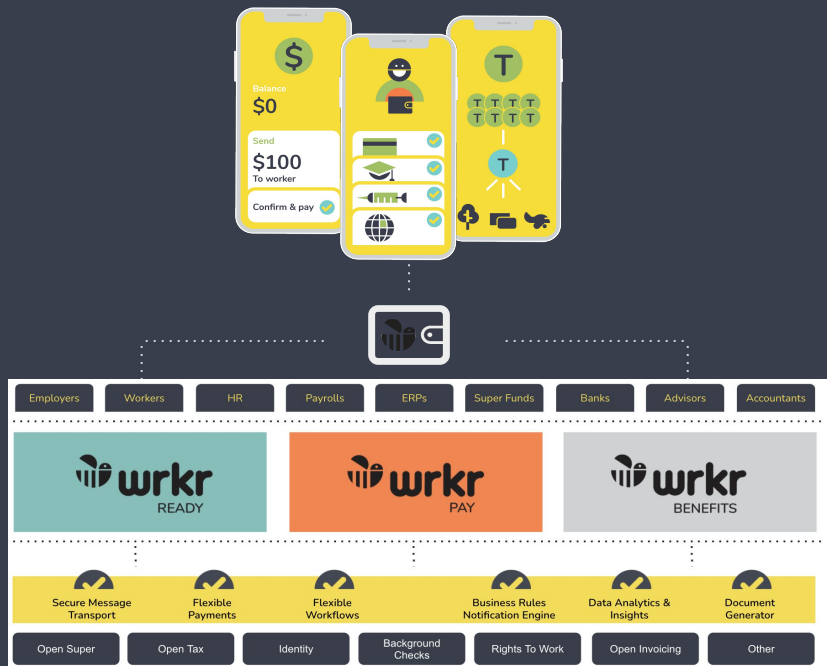 $
Balance
$0
Send
$100
To worker
Confirm & pay
T
T T T T
T T T T
T
Employers
Workers
HR
Payrolls
ERPs
Super Funds
Banks
Advisors
Accountants
wrkr
READY
wrkr
PAY
wrkr
BENEFITS
Secure Message
Transport
Flexible
Payments
Flexible
Workflows
Business Rules
Notification Engine
Data Analytics &
Insights
Document
Generator
Open Super
Open Tax
Identity
Background
Checks
Rights To Work
Open Invoicing
Other